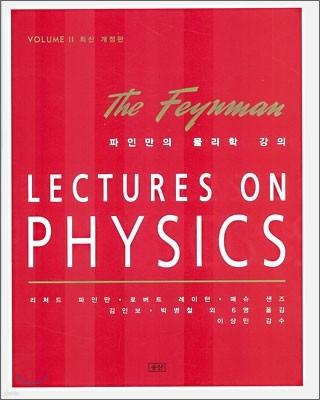 VOLUME II 최신 개정판
The Feynman
파인만의 물리학 강의
LECTURES ON
PHYSICS
리처드 파인만 · 로버트 레이턴 · 매슈 샌즈
김인보 · 박병철 외 6명 옮김
이상민 감수
승산